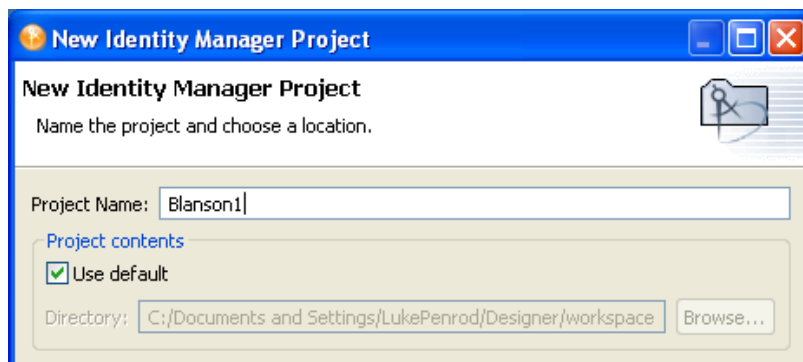 New Identity Manager Project
New Identity Manager Project
Name the project and choose a location.
Project Name: Blanson1
Project contents
Use default
Directory: C:/Documents and Settings/LukePenrod/Designer/workspace Browse...